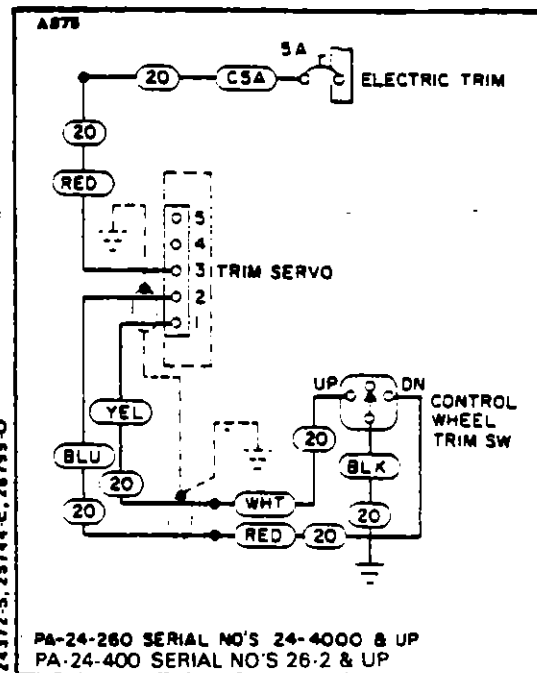 A875
5A
20 C5A ELECTRIC TRIM
20
RED
5
4
3 TRIM SERVO
2
1
UP DN
CONTROL
WHEEL
TRIM SW
YEL
20
BLU
BLK
20
WHT
20
20
RED 20
PA-24-260 SERIAL NO'S 24-4000 & UP
PA-24-400 SERIAL NO'S 26-2 & UP